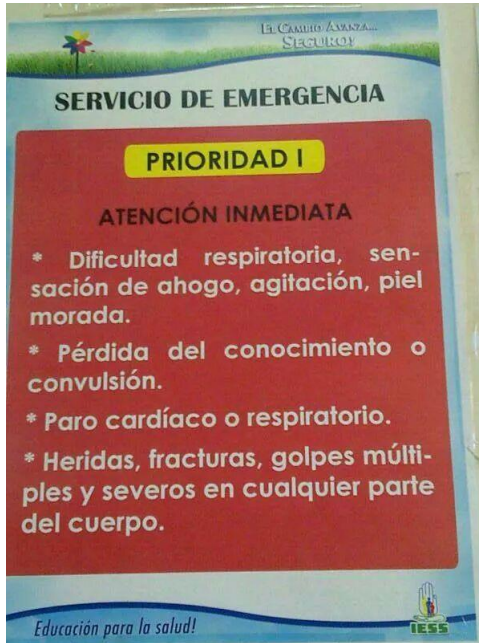 El Cambio Avanza...
Seguro!
SERVICIO DE EMERGENCIA
PRIORIDAD I
ATENCIÓN INMEDIATA
* Dificultad respiratoria, sen-
sación de ahogo, agitación, piel
morada.
* Pérdida del conocimiento o
convulsión.
* Paro cardíaco o respiratorio.
* Heridas, fracturas, golpes múlti-
ples y severos en cualquier parte
del cuerpo.
Educación para la salud!
IESS